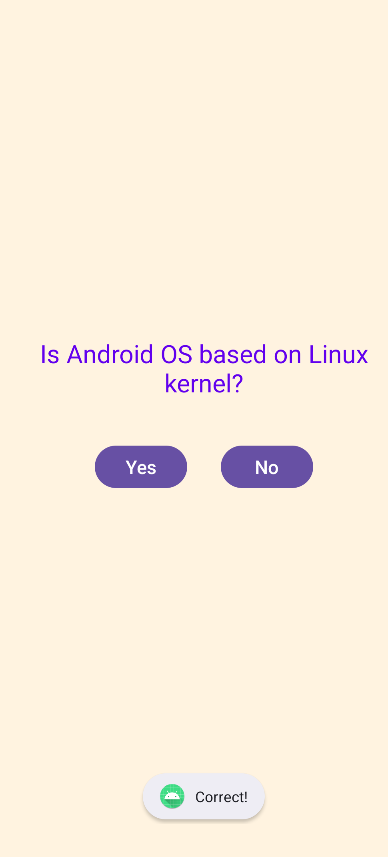 Is Android OS based on Linux
kernel?
Yes No
Correct!